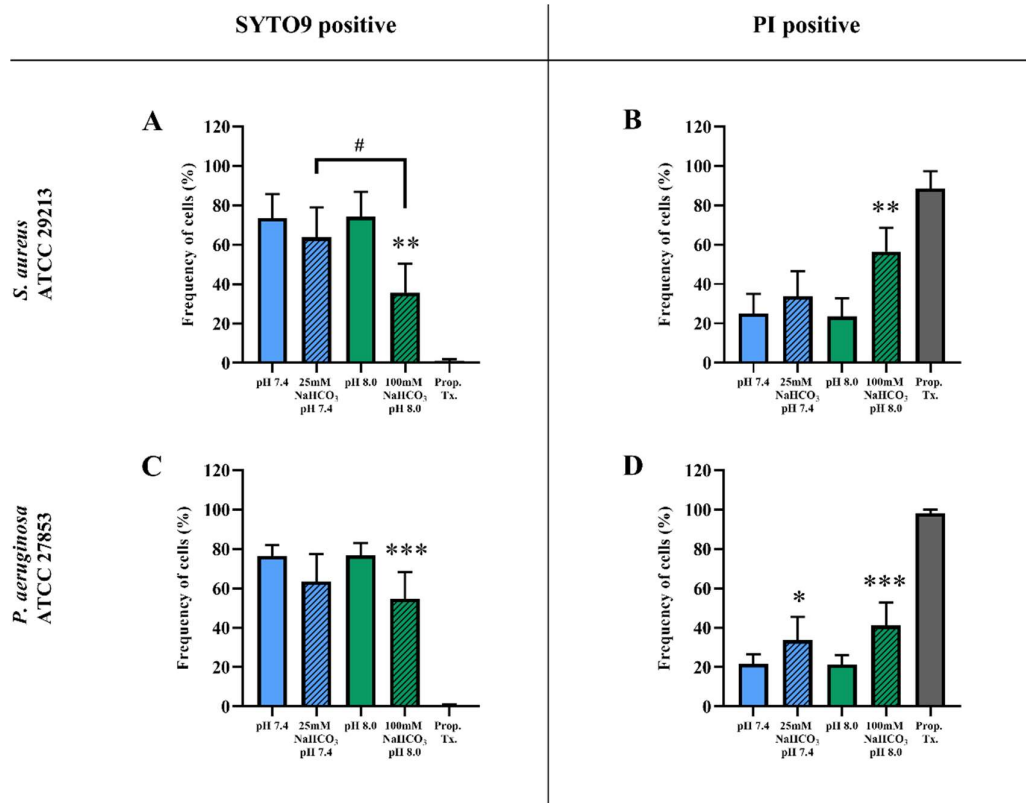 SYTO9 positive
PI positive
S. aureus
ATCC 29213
A
Frequency of cells (%)
120
100
80
60
40
20
0
#
**
pH 7.4
25mM
NaHCO₃
pH 7.4
pH 8.0
100mM
NaHCO₃
pH 8.0
Prop.
Tx.
B
Frequency of cells (%)
120
100
80
60
40
20
0
**
pH 7.4
25mM
NaHCO₃
pH 7.4
pH 8.0
100mM
NaHCO₃
pH 8.0
Prop.
Tx.
P. aeruginosa
ATCC 27853
C
Frequency of cells (%)
120
100
80
60
40
20
0
***
pH 7.4
25mM
NaHCO₃
pH 7.4
pH 8.0
100mM
NaHCO₃
pH 8.0
Prop.
Tx.
D
Frequency of cells (%)
120
100
80
60
40
20
0
*
***
pH 7.4
25mM
NaHCO₃
pH 7.4
pH 8.0
100mM
NaHCO₃
pH 8.0
Prop.
Tx.